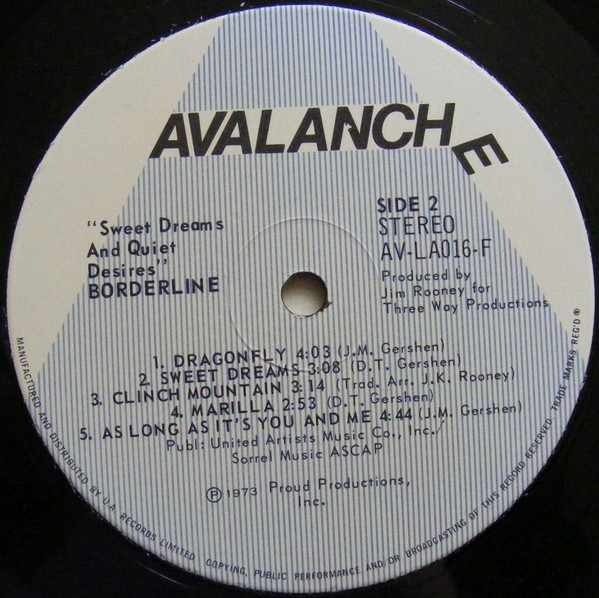 AVALANCHE
"Sweet Dreams
And Quiet
Desires"
BORDERLINE
SIDE 2
STEREO
AV-LA016-F
Produced by
Jim Rooney for
Three Way Productions
1. DRAGONFLY 4:03 (J.M. Gershen)
2. SWEET DREAMS 3:08 (D.T. Gershen)
3. CLINCH MOUNTAIN 3:14 (Trad. Arr. J.K. Rooney)
4. MARILLA 2:53 (D.T. Gershen)
5. AS LONG AS IT'S YOU AND ME 4:44 (J.M. Gershen)
Publ: United Artists Music Co., Inc./
Sorrel Music ASCAP
℗ 1973 Proud Productions,
Inc.
MANUFACTURED AND DISTRIBUTED BY U.A. RECORDS LIMITED COPYING, PUBLIC PERFORMANCE AND/OR BROADCASTING OF THIS RECORD RESERVED. TRADE MARKS REG'D ®